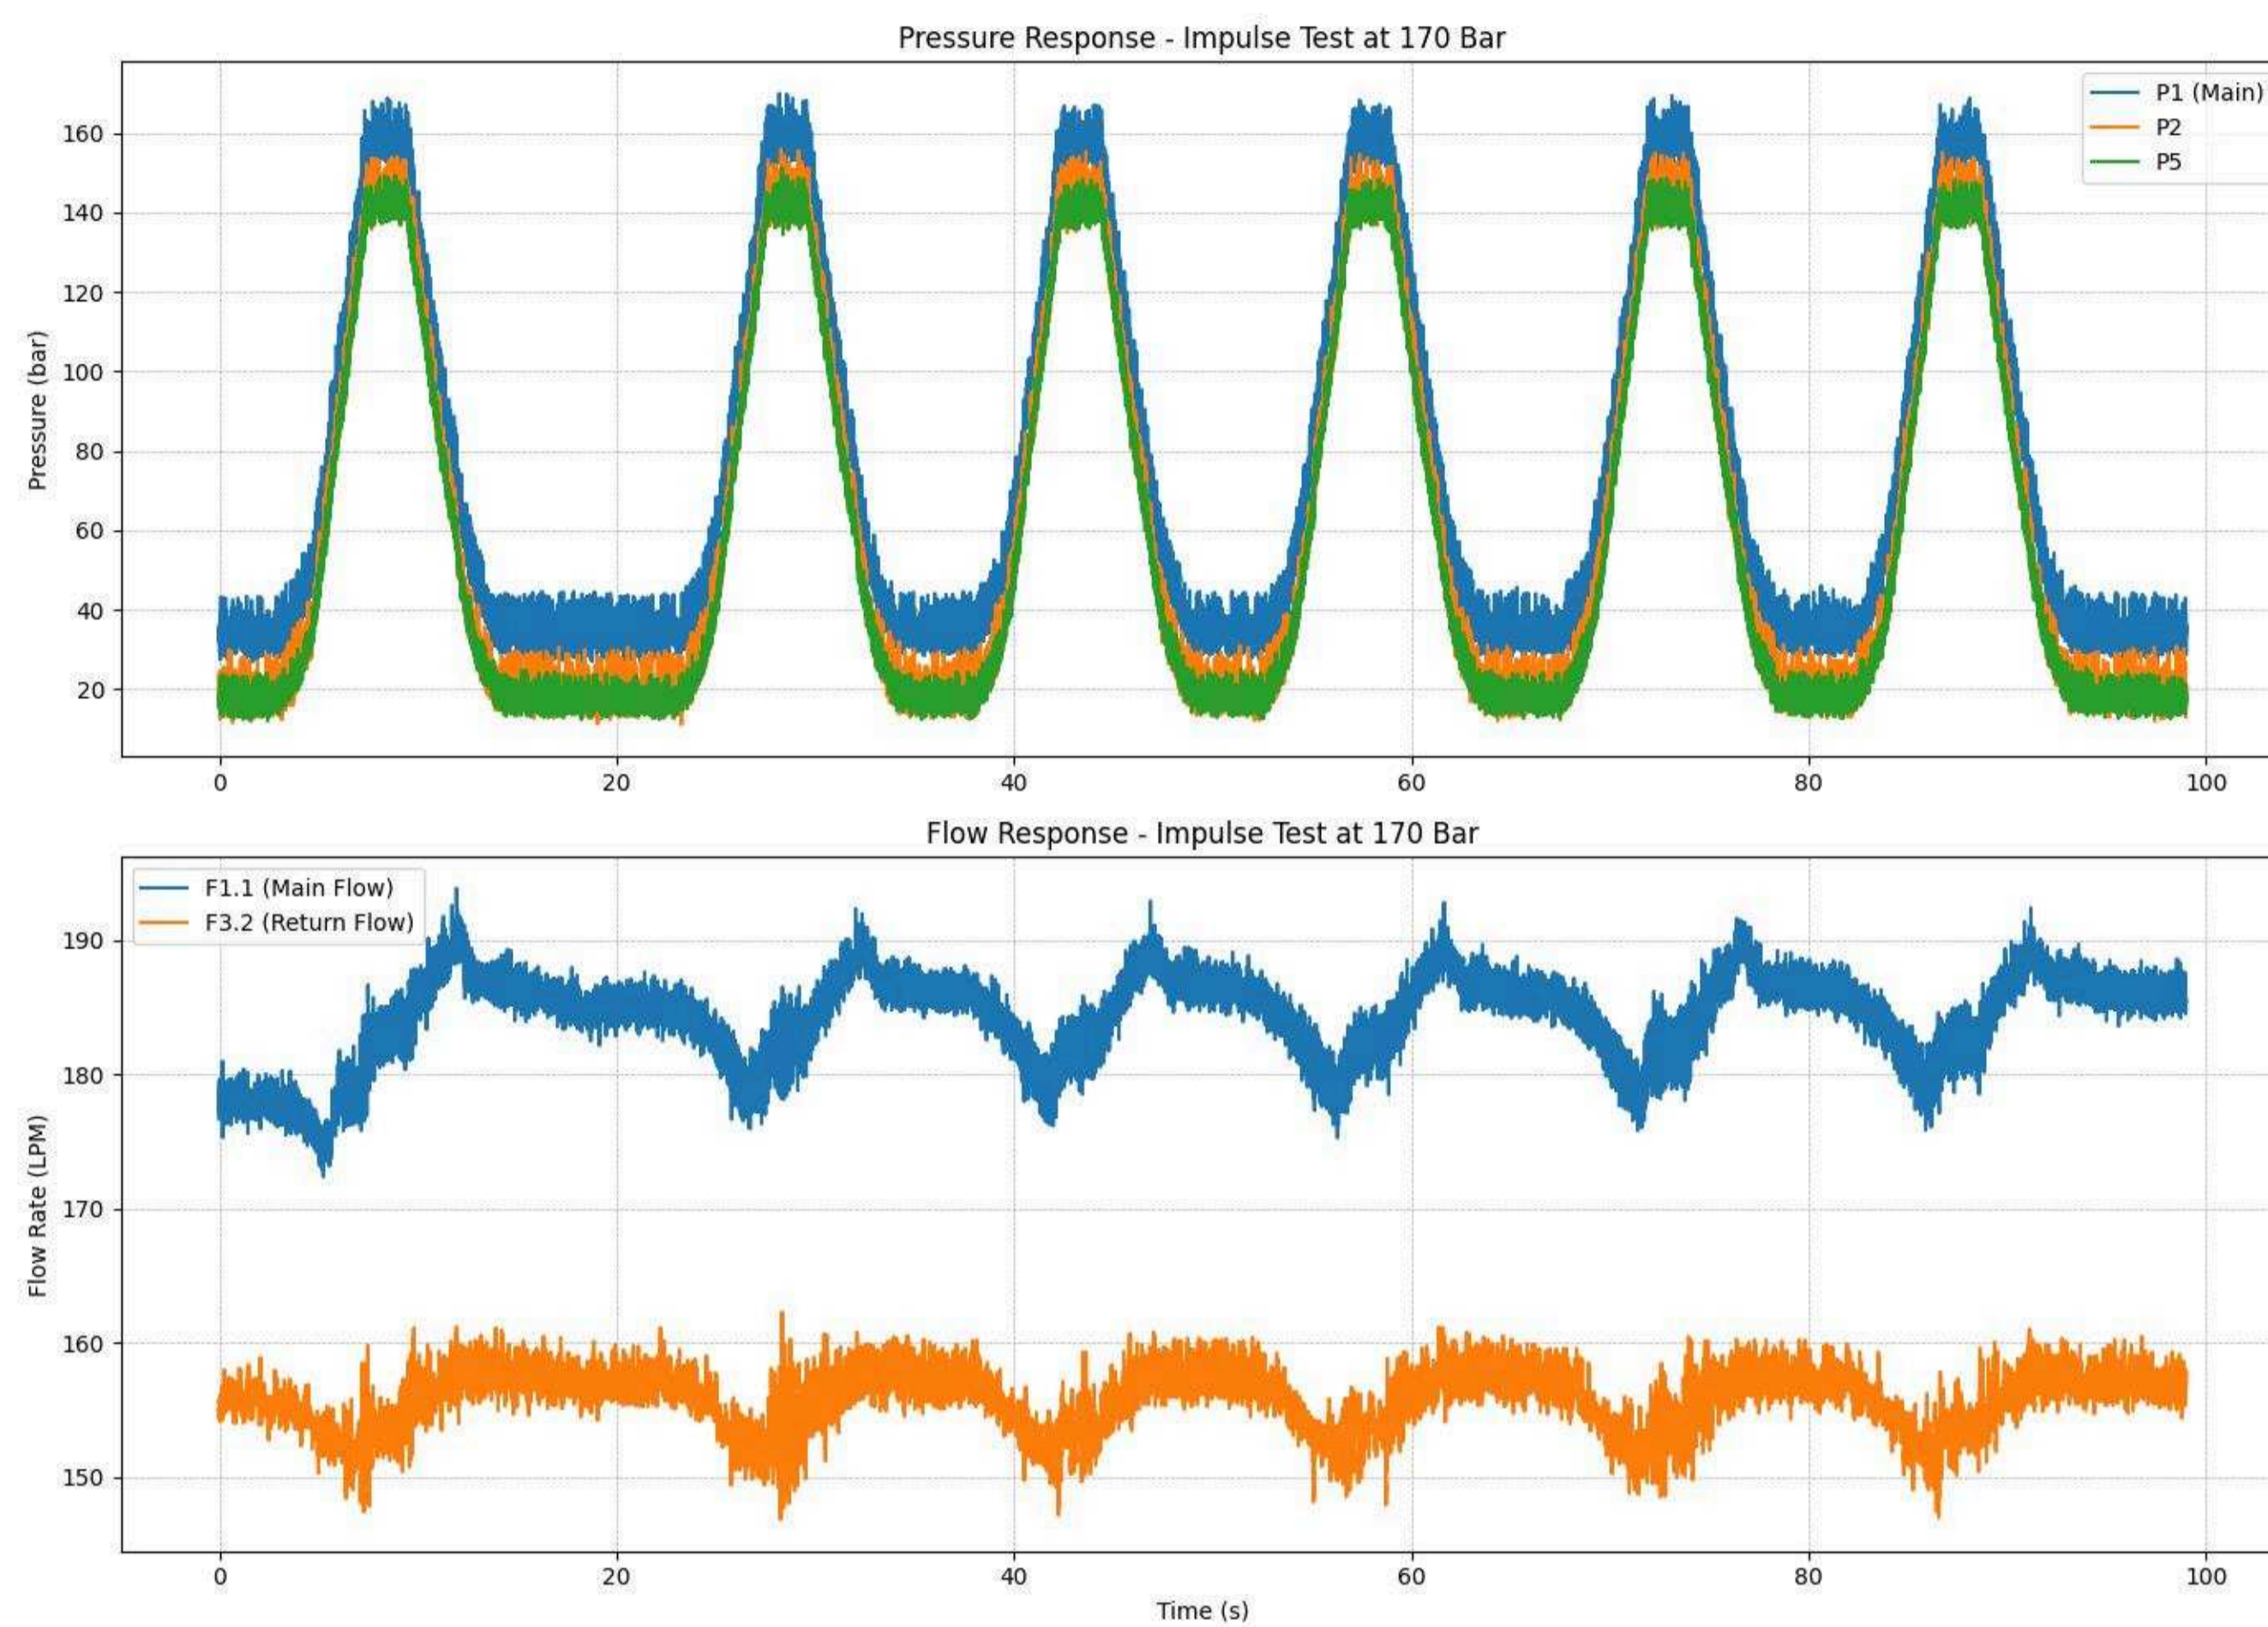 Pressure Response - Impulse Test at 170 Bar
P1 (Main)
P2
P5
Pressure (bar)
160
140
120
100
80
60
40
20
0 20 40 60 80 100
Flow Response - Impulse Test at 170 Bar
F1.1 (Main Flow)
F3.2 (Return Flow)
Flow Rate (LPM)
190
180
170
160
150
0 20 40 60 80 100
Time (s)